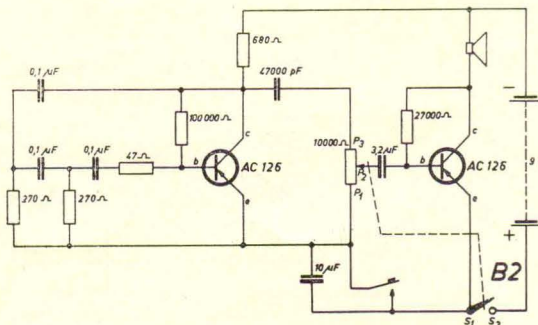 680 Ω
0,1 µF
47000 pF
100 000 Ω
c
b
AC 126
e
0,1 µF
0,1 µF
47 Ω
270 Ω
270 Ω
10 µF
10000 Ω
P3
P2
P1
3,2 µF
27000 Ω
c
b
AC 126
e
−
9
+
B2
S1
S2